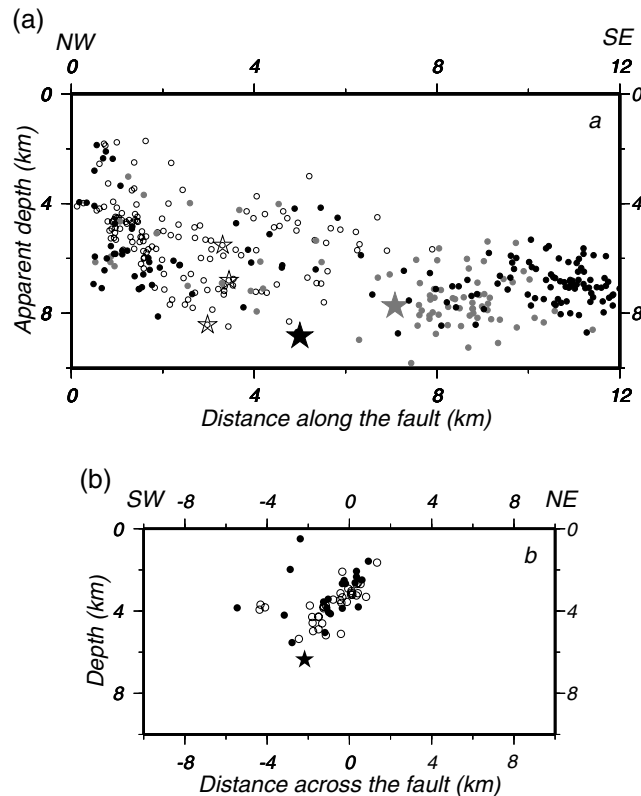 (a)
NW SE
0 4 8 12
0 0
a
4 4
8 8
Apparent depth (km)
0 4 8 12
Distance along the fault (km)
(b)
SW -8 -4 0 4 8 NE
0 0
b
4 4
8 8
Depth (km)
-8 -4 0 4 8
Distance across the fault (km)